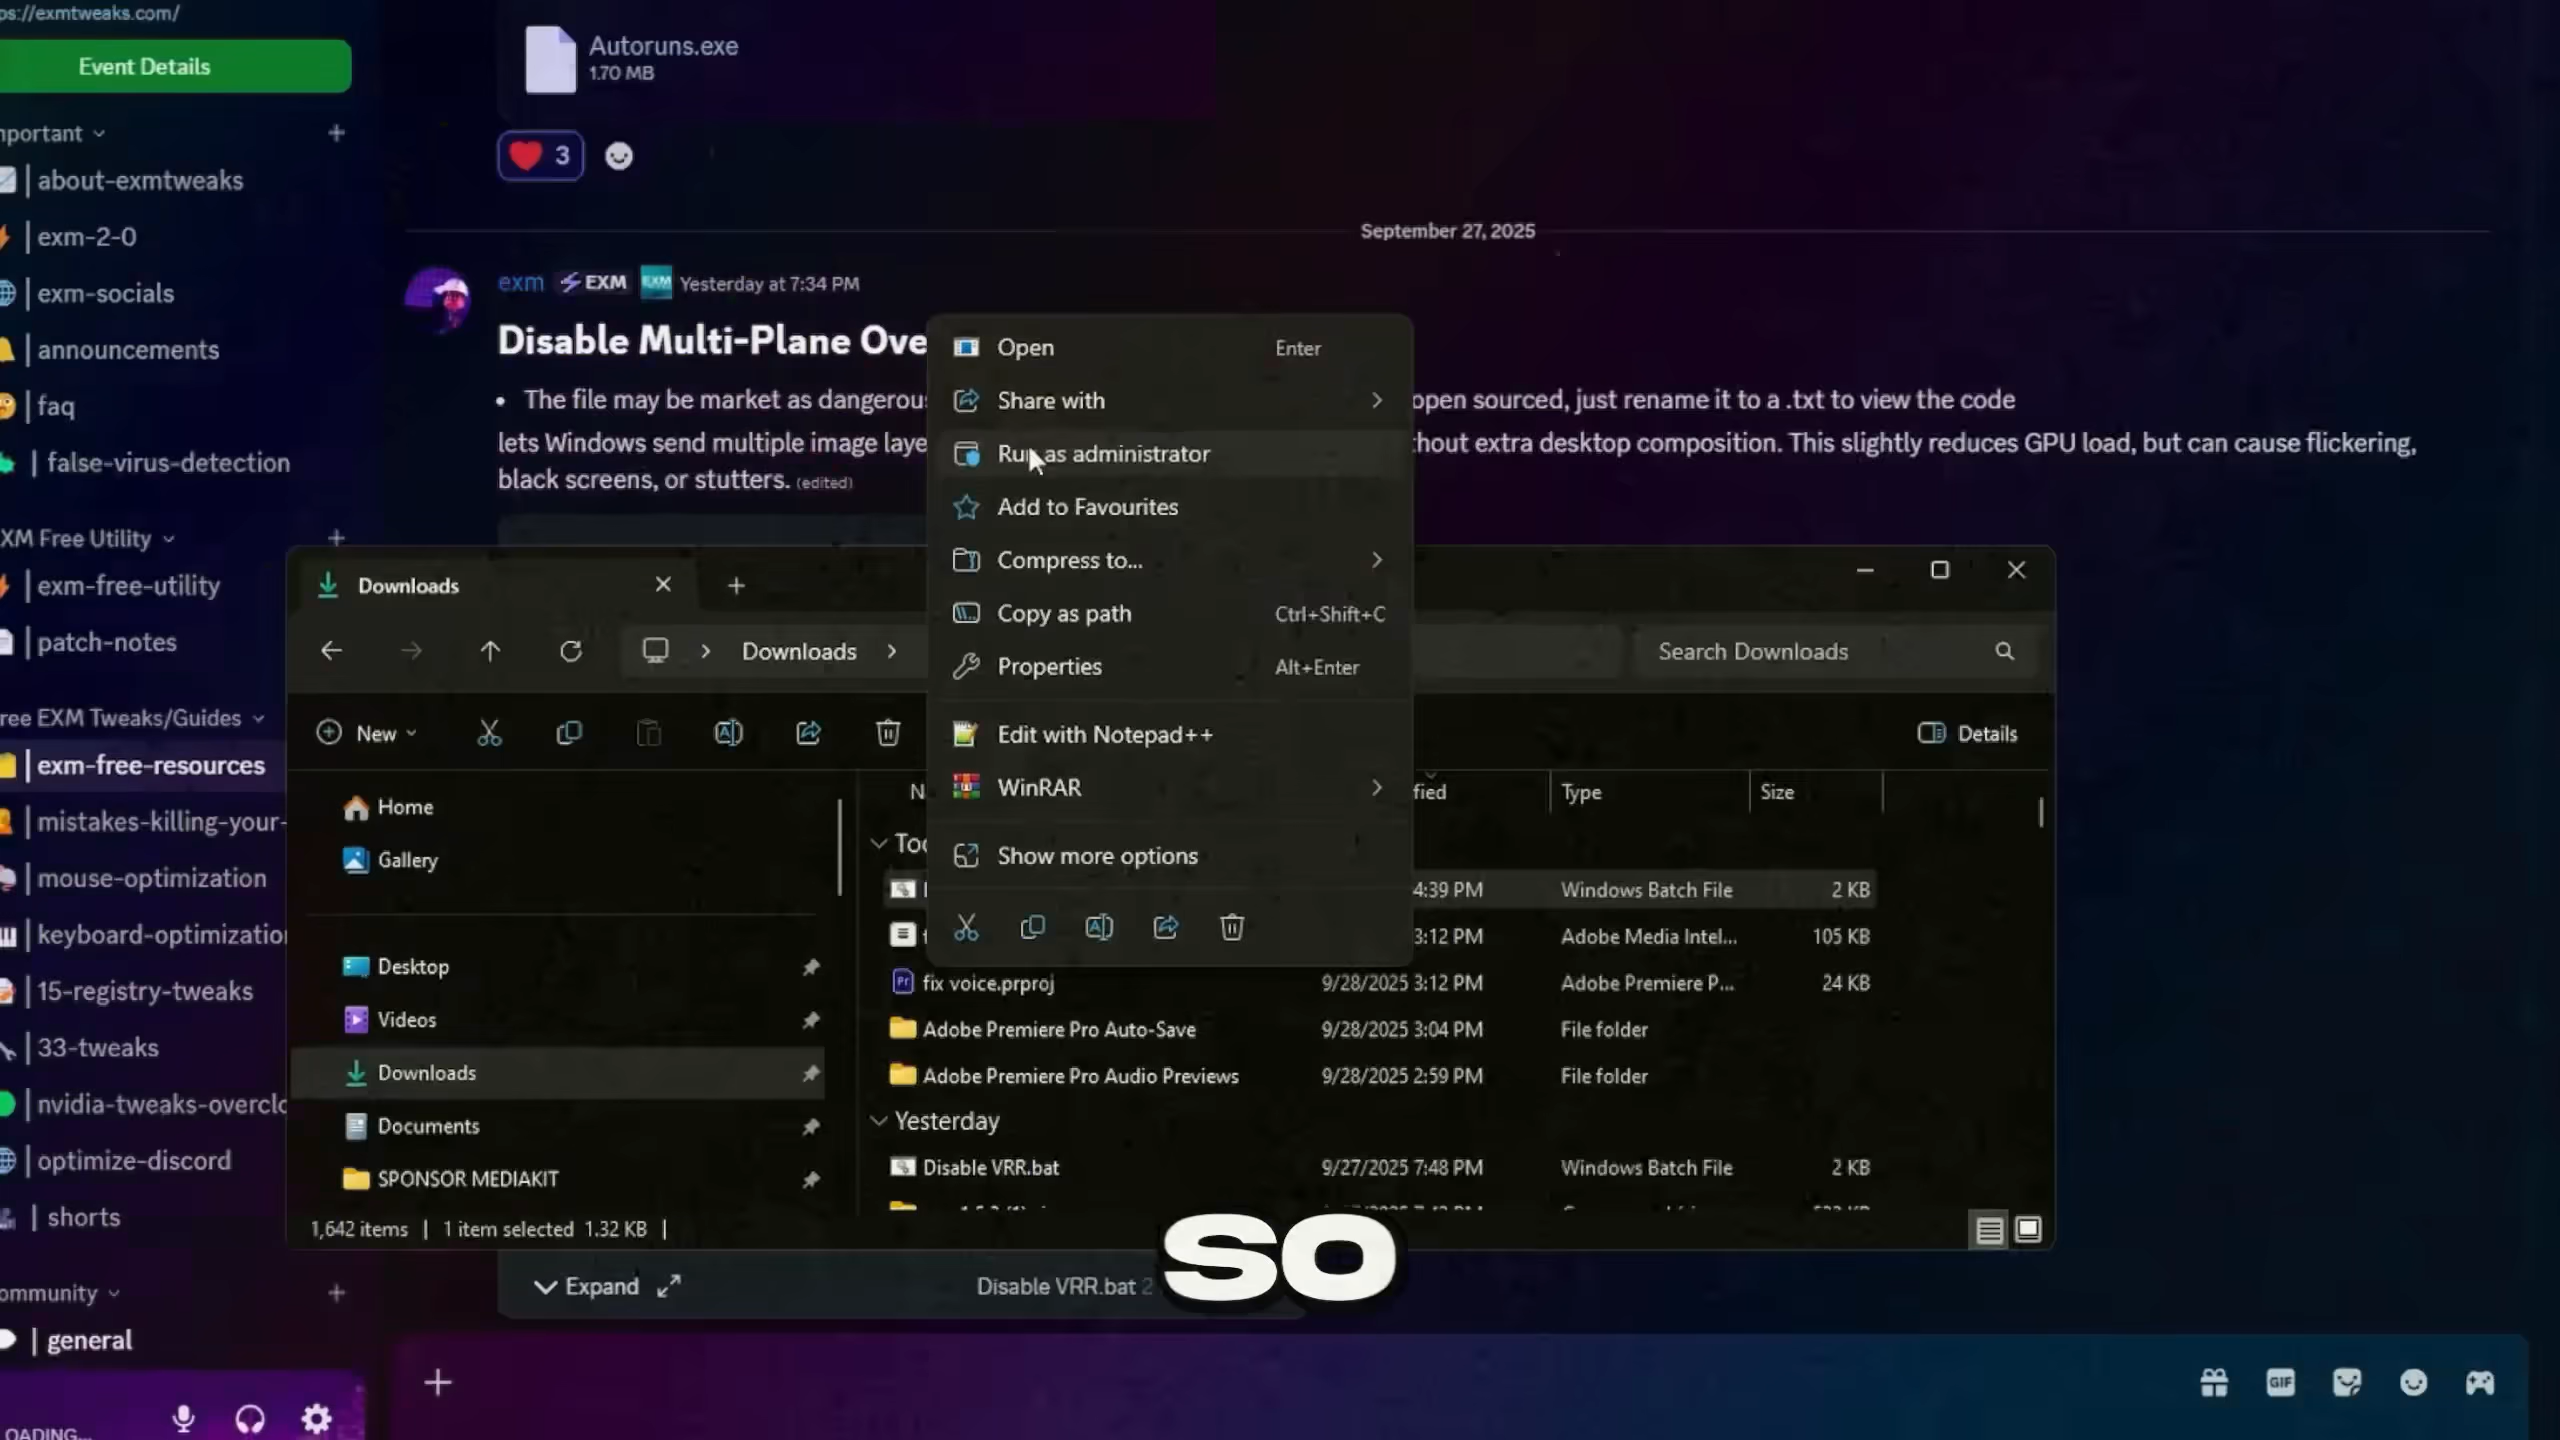 ps://exmtweaks.com/
Event Details
mportant
about-exmtweaks
exm-2-0
exm-socials
announcements
faq
false-virus-detection
XM Free Utility
exm-free-utility
patch-notes
ree EXM Tweaks/Guides
exm-free-resources
mistakes-killing-your-
mouse-optimization
keyboard-optimizatio
15-registry-tweaks
33-tweaks
nvidia-tweaks-overclo
optimize-discord
shorts
ommunity
general
OADING...
Autoruns.exe
1.70 MB
3
September 27, 2025
exm EXM EXM Yesterday at 7:34 PM
Disable Multi-Plane Ove
• The file may be market as dangerou open sourced, just rename it to a .txt to view the code
lets Windows send multiple image laye hout extra desktop composition. This slightly reduces GPU load, but can cause flickering,
black screens, or stutters. (edited)
Open Enter
Share with
Run as administrator
Add to Favourites
Compress to...
Copy as path Ctrl+Shift+C
Properties Alt+Enter
Edit with Notepad++
WinRAR
Show more options
Downloads
Downloads
Search Downloads
New
Details
Home
Gallery
Desktop
Videos
Downloads
Documents
SPONSOR MEDIAKIT
N fied Type Size
Tod
4:39 PM Windows Batch File 2 KB
3:12 PM Adobe Media Intel... 105 KB
fix voice.prproj 9/28/2025 3:12 PM Adobe Premiere P... 24 KB
Adobe Premiere Pro Auto-Save 9/28/2025 3:04 PM File folder
Adobe Premiere Pro Audio Previews 9/28/2025 2:59 PM File folder
Yesterday
Disable VRR.bat 9/27/2025 7:48 PM Windows Batch File 2 KB
1,642 items | 1 item selected 1.32 KB |
Expand Disable VRR.bat 2
SO
GIF